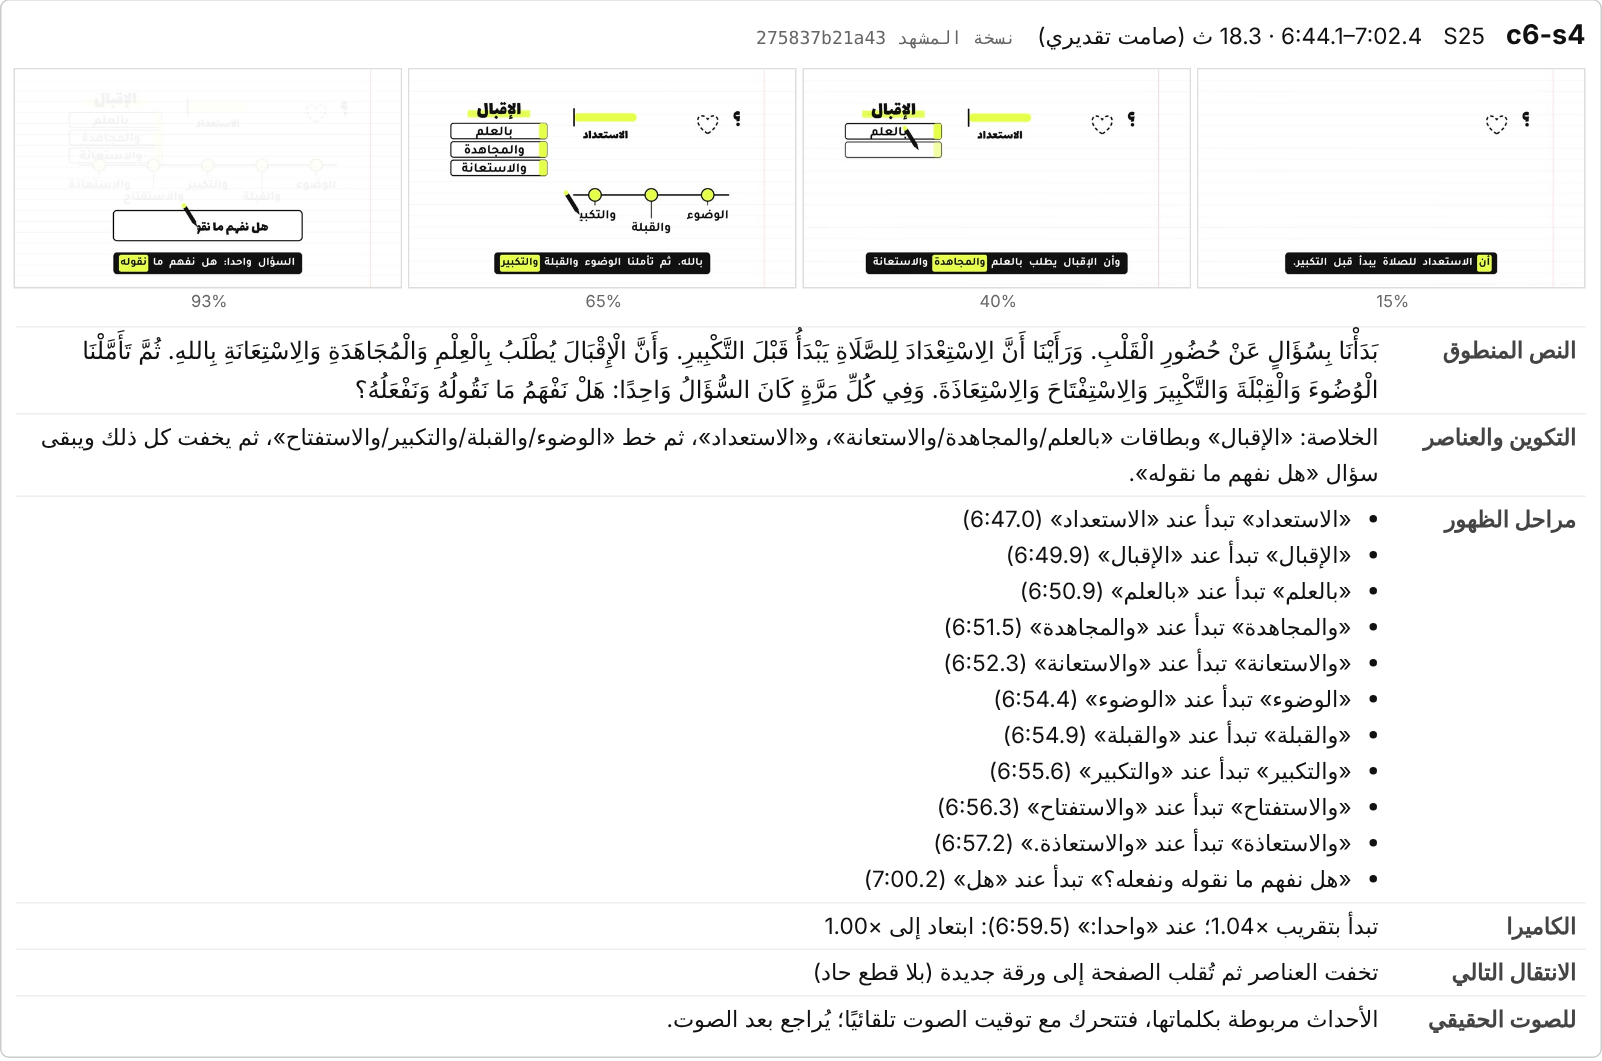 c6-s4 S25 6:44.1–7:02.4 · 18.3 ث (صامت تقديري) نسخة المشهد 275837b21a43
؟
أن الاستعداد للصلاة يبدأ قبل التكبير.
15%
؟
الاستعداد
الإقبال
بالعلم
وأن الإقبال يطلب بالعلم والمجاهدة والاستعانة
40%
؟
الاستعداد
الإقبال
بالعلم
والمجاهدة
والاستعانة
الوضوء
والقبلة
والتكبي
بالله. ثم تأملنا الوضوء والقبلة والتكبير
65%
؟
الاستعداد
الإقبال
بالعلم
والمجاهدة
والاستعانة
الوضوء
والقبلة
والتكبير
والاستفتاح
والاستعاذة
هل نفهم ما نقو
السؤال واحدا: هل نفهم ما نقوله
93%
النص المنطوق
بَدَأْنَا بِسُؤَالٍ عَنْ حُضُورِ الْقَلْبِ. وَرَأَيْنَا أَنَّ الِاسْتِعْدَادَ لِلصَّلَاةِ يَبْدَأُ قَبْلَ التَّكْبِيرِ. وَأَنَّ الْإِقْبَالَ يُطْلَبُ بِالْعِلْمِ وَالْمُجَاهَدَةِ وَالِاسْتِعَانَةِ بِاللهِ. ثُمَّ تَأَمَّلْنَا
الْوُضُوءَ وَالْقِبْلَةَ وَالتَّكْبِيرَ وَالِاسْتِفْتَاحَ وَالِاسْتِعَاذَةَ. وَفِي كُلِّ مَرَّةٍ كَانَ السُّؤَالُ وَاحِدًا: هَلْ نَفْهَمُ مَا نَقُولُهُ وَنَفْعَلُهُ؟
التكوين والعناصر
الخلاصة: «الإقبال» وبطاقات «بالعلم/والمجاهدة/والاستعانة»، و«الاستعداد»، ثم خط «الوضوء/والقبلة/والتكبير/والاستفتاح»، ثم يخفت كل ذلك ويبقى
سؤال «هل نفهم ما نقوله».
مراحل الظهور
• «الاستعداد» تبدأ عند «الاستعداد» (6:47.0)
• «الإقبال» تبدأ عند «الإقبال» (6:49.9)
• «بالعلم» تبدأ عند «بالعلم» (6:50.9)
• «والمجاهدة» تبدأ عند «والمجاهدة» (6:51.5)
• «والاستعانة» تبدأ عند «والاستعانة» (6:52.3)
• «الوضوء» تبدأ عند «الوضوء» (6:54.4)
• «والقبلة» تبدأ عند «والقبلة» (6:54.9)
• «والتكبير» تبدأ عند «والتكبير» (6:55.6)
• «والاستفتاح» تبدأ عند «والاستفتاح» (6:56.3)
• «والاستعاذة» تبدأ عند «والاستعاذة.» (6:57.2)
• «هل نفهم ما نقوله ونفعله؟» تبدأ عند «هل» (7:00.2)
الكاميرا
تبدأ بتقريب ×1.04؛ عند «واحدا:» (6:59.5): ابتعاد إلى ×1.00
الانتقال التالي
تخفت العناصر ثم تُقلب الصفحة إلى ورقة جديدة (بلا قطع حاد)
للصوت الحقيقي
الأحداث مربوطة بكلماتها، فتتحرك مع توقيت الصوت تلقائيًا؛ يُراجع بعد الصوت.